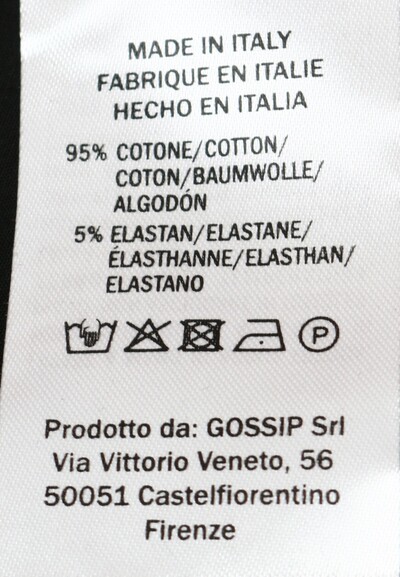 MADE IN ITALY
FABRIQUE EN ITALIE
HECHO EN ITALIA
95% COTONE/COTTON/
COTON/BAUMWOLLE/
ALGODÓN
5% ELASTAN/ELASTANE/
ÉLASTHANNE/ELASTHAN/
ELASTANO
P
Prodotto da: GOSSIP Srl
Via Vittorio Veneto, 56
50051 Castelfiorentino
Firenze